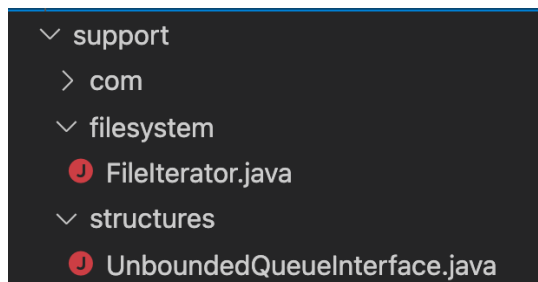 support
com
filesystem
J FileIterator.java
structures
J UnboundedQueueInterface.java